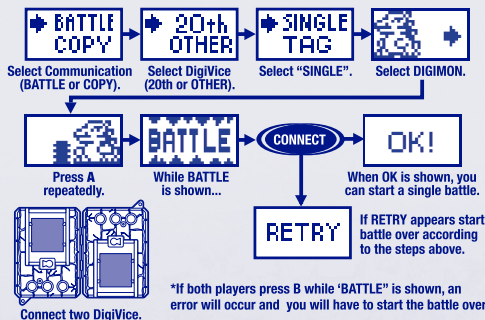 BATTLE
COPY
20th
OTHER
SINGLE
TAG
Select Communication
(BATTLE or COPY).
Select DigiVice
(20th or OTHER).
Select “SINGLE”.
Select DIGIMON.
Press A
repeatedly.
BATTLE
While BATTLE
is shown...
CONNECT
OK!
When OK is shown, you
can start a single battle.
RETRY
If RETRY appears start
battle over according
to the steps above.
Connect two DigiVice.
*If both players press B while ‘BATTLE” is shown, an
error will occur and you will have to start the battle over